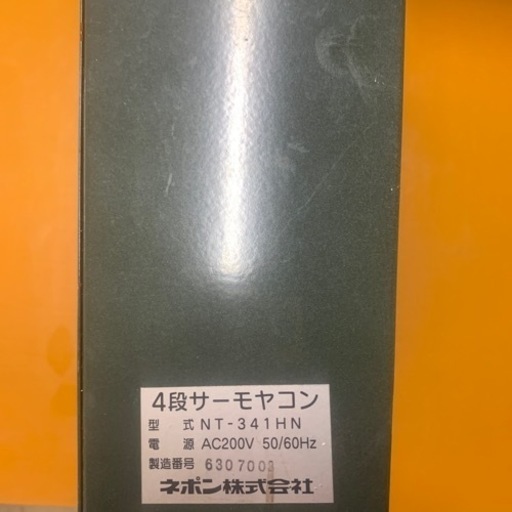 4段サーモヤコン
型 式 NT-341HN
電 源 AC200V 50/60Hz
製造番号 6307003
ネポン株式会社